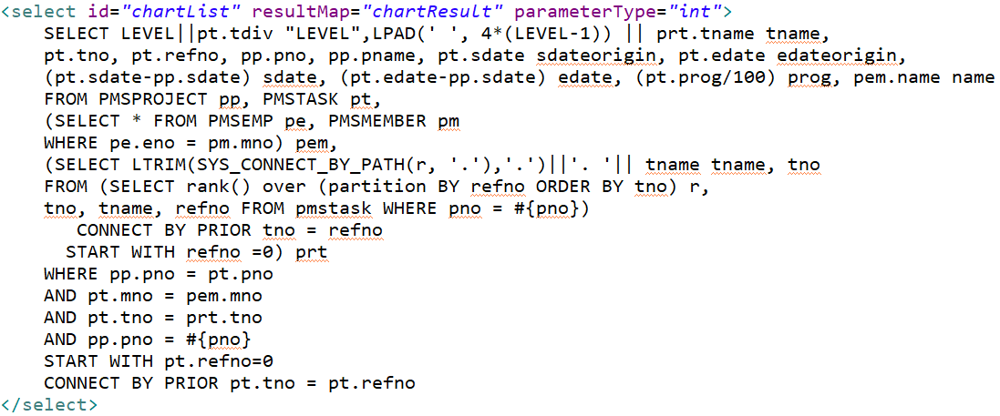 <select id="chartList" resultMap="chartResult" parameterType="int">
SELECT LEVEL||pt.tdiv "LEVEL",LPAD(' ', 4*(LEVEL-1)) || prt.tname tname,
pt.tno, pt.refno, pp.pno, pp.pname, pt.sdate sdateorigin, pt.edate edateorigin,
(pt.sdate-pp.sdate) sdate, (pt.edate-pp.sdate) edate, (pt.prog/100) prog, pem.name name
FROM PMSPROJECT pp, PMSTASK pt,
(SELECT * FROM PMSEMP pe, PMSMEMBER pm
WHERE pe.eno = pm.mno) pem,
(SELECT LTRIM(SYS_CONNECT_BY_PATH(r, '.'),'.')||'. '|| tname tname, tno
FROM (SELECT rank() over (partition BY refno ORDER BY tno) r,
tno, tname, refno FROM pmstask WHERE pno = #{pno})
CONNECT BY PRIOR tno = refno
START WITH refno =0) prt
WHERE pp.pno = pt.pno
AND pt.mno = pem.mno
AND pt.tno = prt.tno
AND pp.pno = #{pno}
START WITH pt.refno=0
CONNECT BY PRIOR pt.tno = pt.refno
</select>